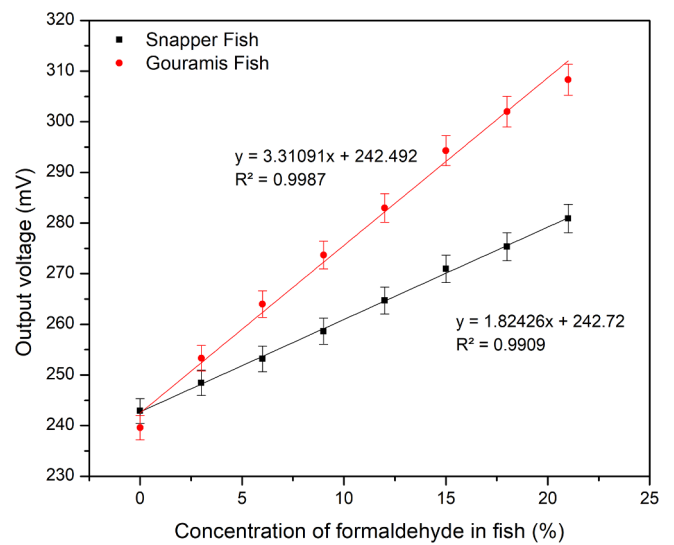 Snapper Fish
Gouramis Fish
y = 3.31091x + 242.492
R² = 0.9987
y = 1.82426x + 242.72
R² = 0.9909
Output voltage (mV)
320
310
300
290
280
270
260
250
240
230
0 5 10 15 20 25
Concentration of formaldehyde in fish (%)